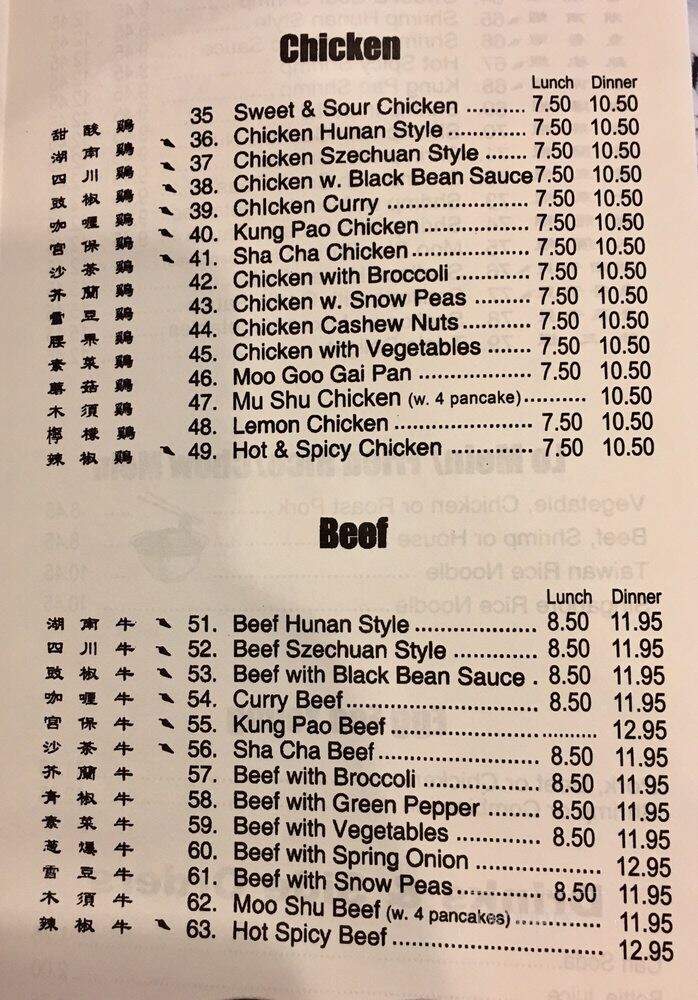 Chicken
Lunch Dinner
甜 酸 鷄 35 Sweet & Sour Chicken .......... 7.50 10.50
湖 南 鷄 36. Chicken Hunan Style .............. 7.50 10.50
四 川 鷄 37 Chicken Szechuan Style ....... 7.50 10.50
豉 椒 鷄 38. Chicken w. Black Bean Sauce 7.50 10.50
咖 喱 鷄 39. ChIcken Curry ........................ 7.50 10.50
宮 保 鷄 40. Kung Pao Chicken ................. 7.50 10.50
沙 茶 鷄 41. Sha Cha Chicken ................... 7.50 10.50
芥 蘭 鷄 42. Chicken with Broccoli ............. 7.50 10.50
雪 豆 鷄 43. Chicken w. Snow Peas ......... 7.50 10.50
腰 果 鷄 44. Chicken Cashew Nuts ........... 7.50 10.50
素 菜 鷄 45. Chicken with Vegetables ....... 7.50 10.50
蘑 菇 鷄 46. Moo Goo Gai Pan .................. 7.50 10.50
木 須 鷄 47. Mu Shu Chicken (w. 4 pancake) .......... 10.50
檸 檬 鷄 48. Lemon Chicken ...................... 7.50 10.50
辣 椒 鷄 49. Hot & Spicy Chicken ............. 7.50 10.50
Beef
Lunch Dinner
湖 南 牛 51. Beef Hunan Style ................... 8.50 11.95
四 川 牛 52. Beef Szechuan Style ............. 8.50 11.95
豉 椒 牛 53. Beef with Black Bean Sauce . 8.50 11.95
咖 喱 牛 54. Curry Beef ............................. 8.50 11.95
宮 保 牛 55. Kung Pao Beef ................................ 12.95
沙 茶 牛 56. Sha Cha Beef ......................... 8.50 11.95
芥 蘭 牛 57. Beef with Broccoli .................. 8.50 11.95
青 椒 牛 58. Beef with Green Pepper ........ 8.50 11.95
素 菜 牛 59. Beef with Vegetables ............. 8.50 11.95
葱 爆 牛 60. Beef with Spring Onion ................... 12.95
雪 豆 牛 61. Beef with Snow Peas ............ 8.50 11.95
木 須 牛 62. Moo Shu Beef (w. 4 pancakes) ............. 11.95
辣 椒 牛 63. Hot Spicy Beef ................................ 12.95